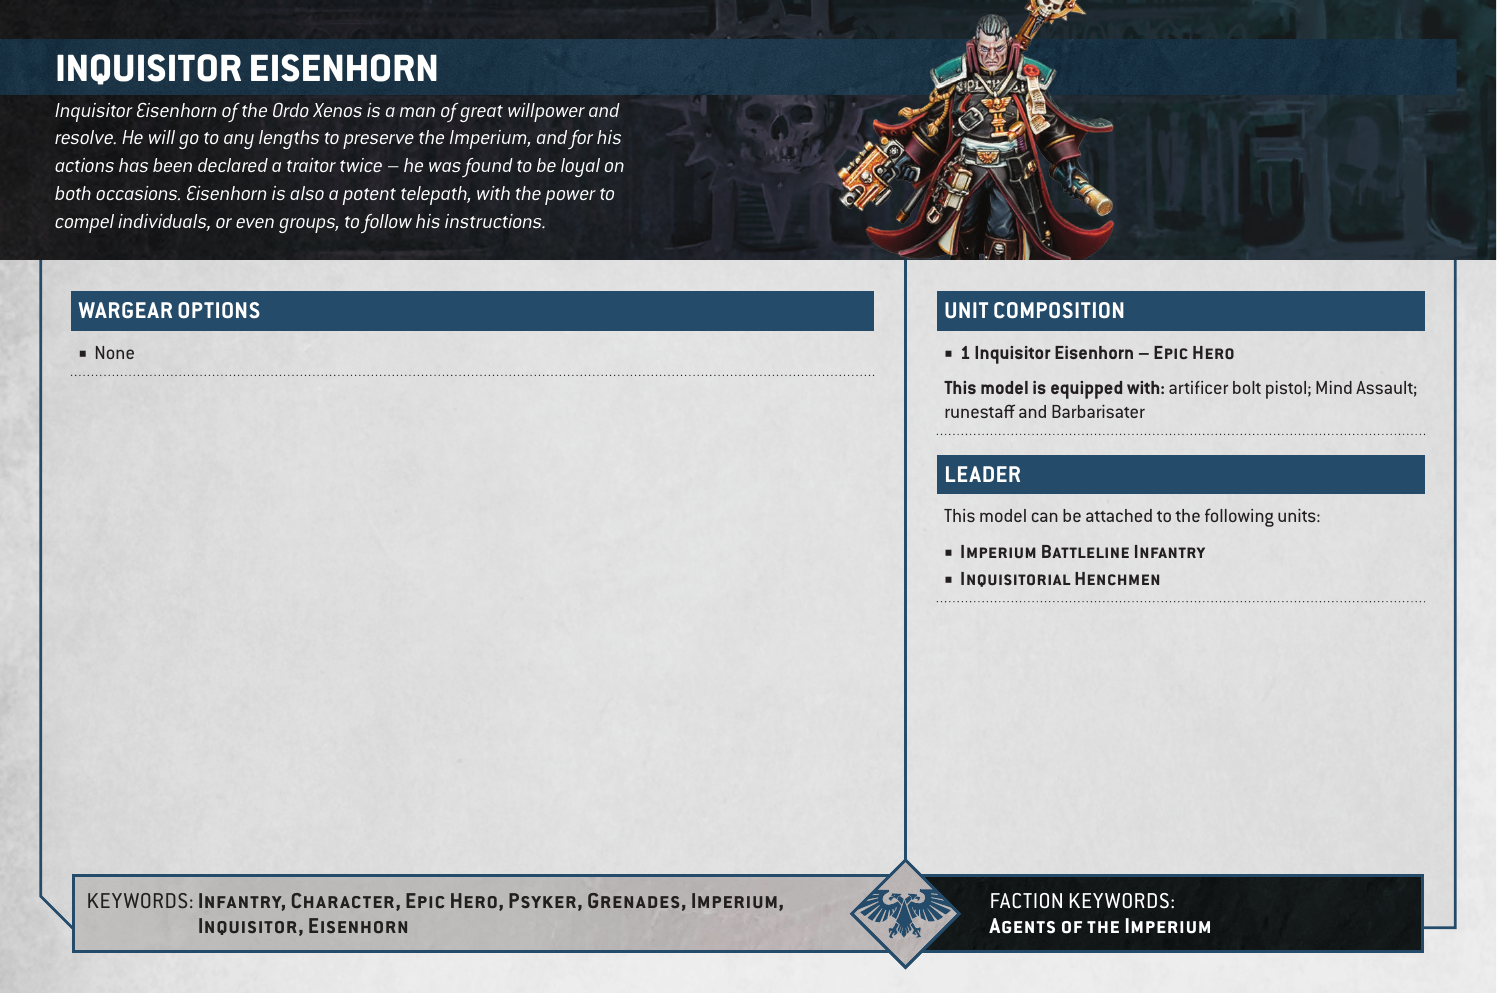 INQUISITOR EISENHORN
Inquisitor Eisenhorn of the Ordo Xenos is a man of great willpower and
resolve. He will go to any lengths to preserve the Imperium, and for his
actions has been declared a traitor twice – he was found to be loyal on
both occasions. Eisenhorn is also a potent telepath, with the power to
compel individuals, or even groups, to follow his instructions.
WARGEAR OPTIONS
▪ None
UNIT COMPOSITION
▪ 1 Inquisitor Eisenhorn – Epic Hero
This model is equipped with: artificer bolt pistol; Mind Assault;
runestaff and Barbarisater
LEADER
This model can be attached to the following units:
▪ Imperium Battleline Infantry
▪ Inquisitorial Henchmen
KEYWORDS: Infantry, Character, Epic Hero, Psyker, Grenades, Imperium,
Inquisitor, Eisenhorn
FACTION KEYWORDS:
Agents of the Imperium